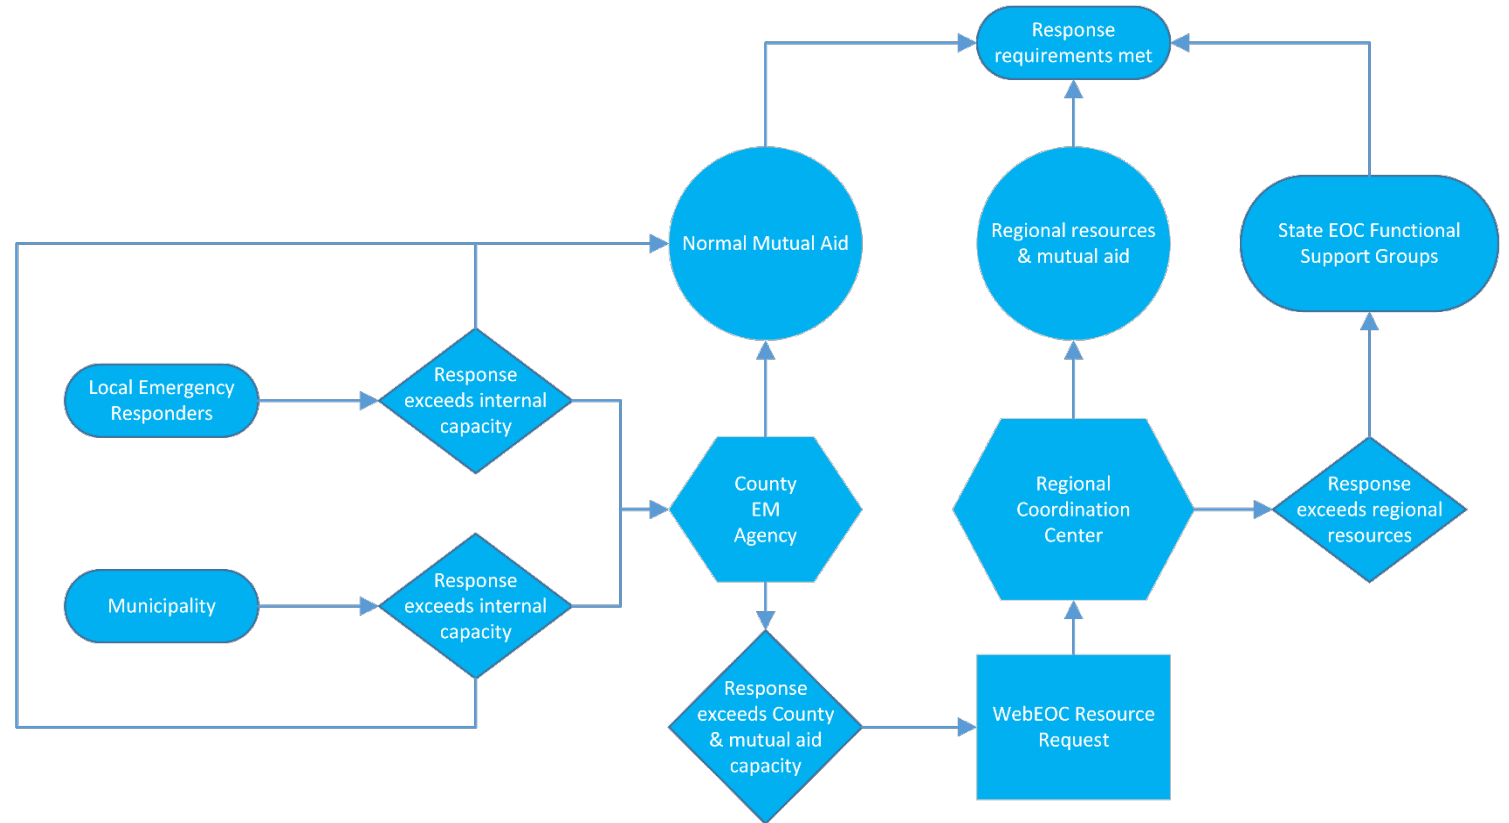 Response
requirements met
Normal Mutual Aid
Regional resources
& mutual aid
State EOC Functional
Support Groups
Local Emergency
Responders
Response
exceeds internal
capacity
County
EM
Agency
Regional
Coordination
Center
Response
exceeds regional
resources
Municipality
Response
exceeds internal
capacity
Response
exceeds County
& mutual aid
capacity
WebEOC Resource
Request